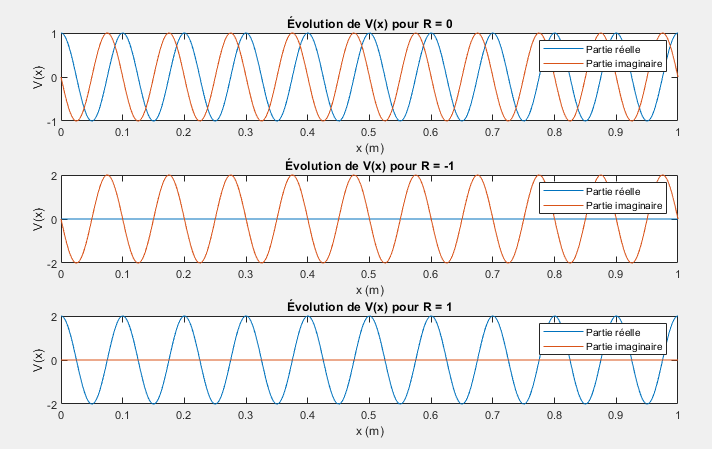 Évolution de V(x) pour R = 0
1
0
-1
V(x)
Partie réelle
Partie imaginaire
0 0.1 0.2 0.3 0.4 0.5 0.6 0.7 0.8 0.9 1
x (m)
Évolution de V(x) pour R = -1
2
0
-2
V(x)
Partie réelle
Partie imaginaire
0 0.1 0.2 0.3 0.4 0.5 0.6 0.7 0.8 0.9 1
x (m)
Évolution de V(x) pour R = 1
2
0
-2
V(x)
Partie réelle
Partie imaginaire
0 0.1 0.2 0.3 0.4 0.5 0.6 0.7 0.8 0.9 1
x (m)